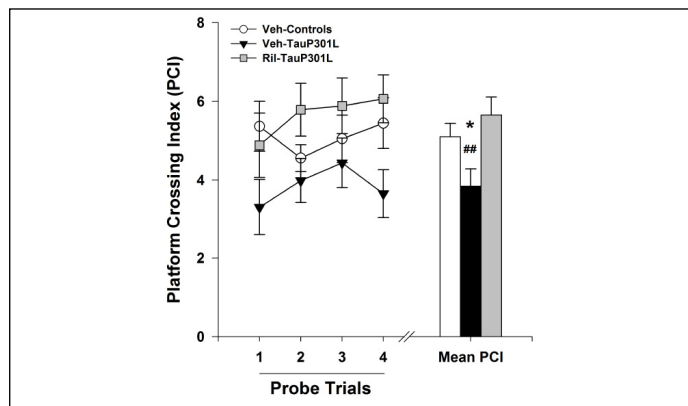 Veh-Controls
Veh-TauP301L
Ril-TauP301L
Platform Crossing Index (PCI)
8
6
4
2
0
*
##
1 2 3 4
Mean PCI
Probe Trials